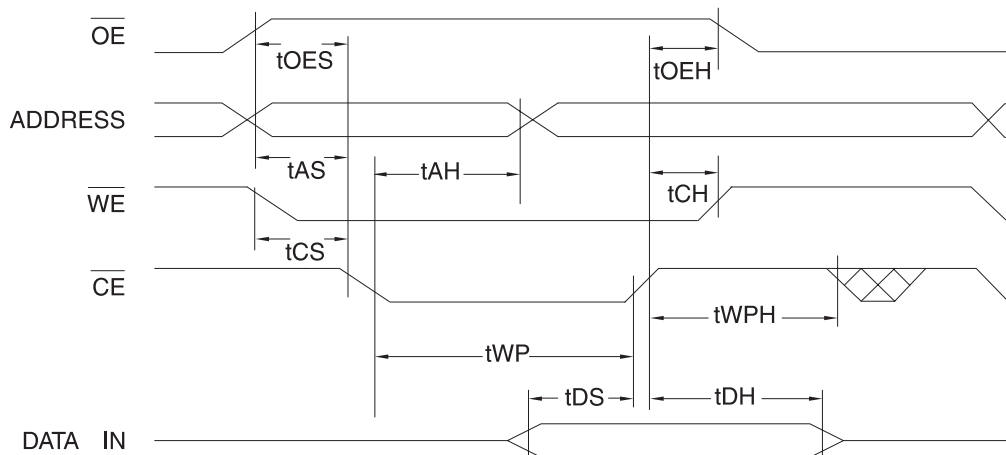 OE
tOES
tOEH
ADDRESS
tAS
tAH
tCH
WE
tCS
CE
tWPH
tWP
tDS
tDH
DATA IN